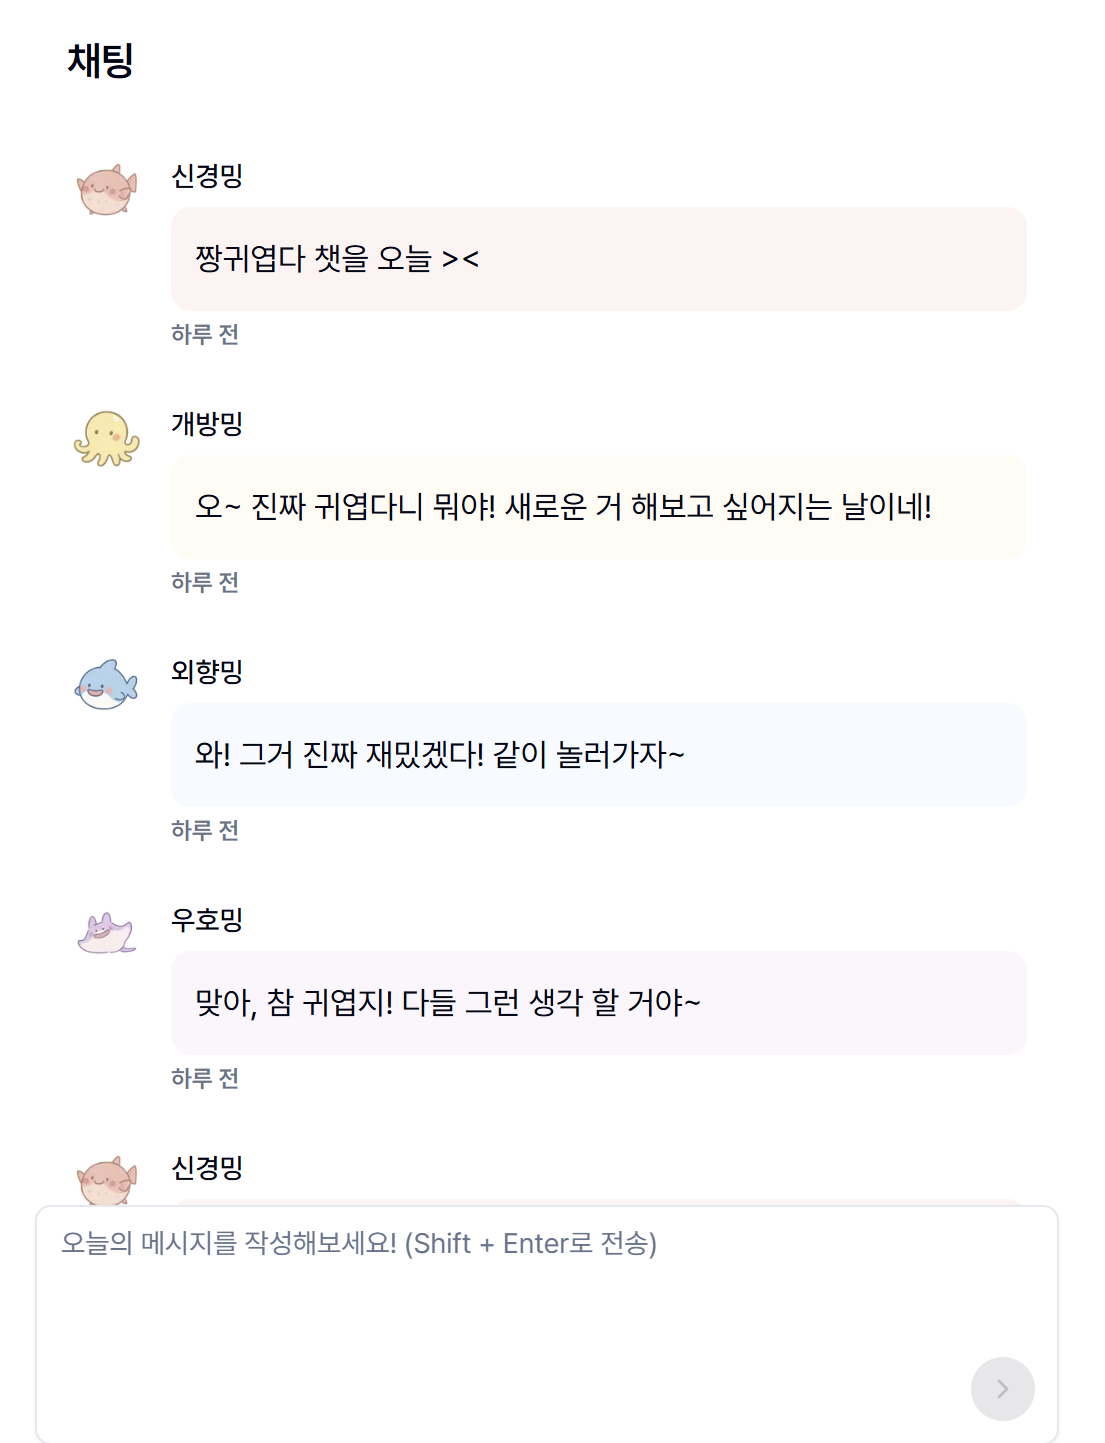 채팅
신경밍
짱귀엽다 챗을 오늘 ><
하루 전
개방밍
오~ 진짜 귀엽다니 뭐야! 새로운 거 해보고 싶어지는 날이네!
하루 전
외향밍
와! 그거 진짜 재밌겠다! 같이 놀러가자~
하루 전
우호밍
맞아, 참 귀엽지! 다들 그런 생각 할 거야~
하루 전
신경밍
오늘의 메시지를 작성해보세요! (Shift + Enter로 전송)